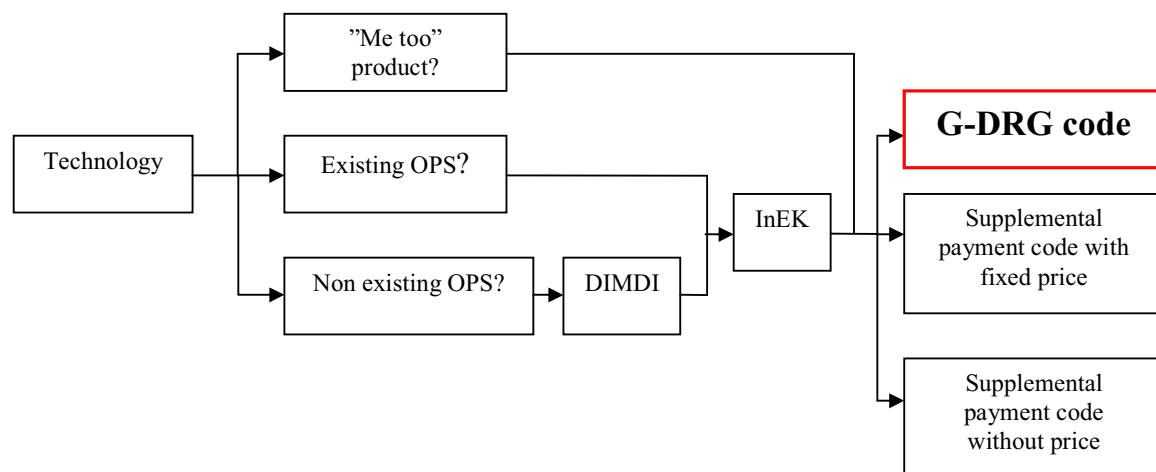 ”Me too”
product?
G-DRG code
Technology
Existing OPS?
InEK
Supplemental
payment code with
fixed price
Non existing OPS?
DIMDI
Supplemental
payment code
without price